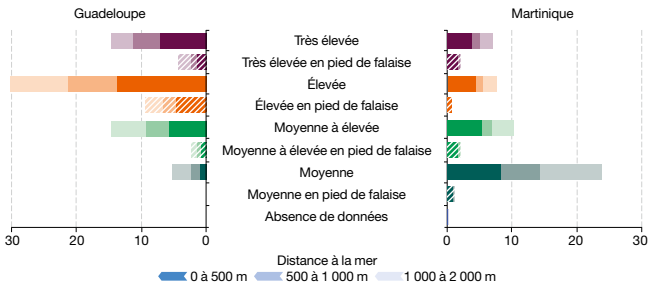 Guadeloupe Martinique
Très élevée
Très élevée en pied de falaise
Élevée
Élevée en pied de falaise
Moyenne à élevée
Moyenne à élevée en pied de falaise
Moyenne
Moyenne en pied de falaise
Absence de données
30 20 10 0 0 10 20 30
Distance à la mer
0 à 500 m 500 à 1 000 m 1 000 à 2 000 m